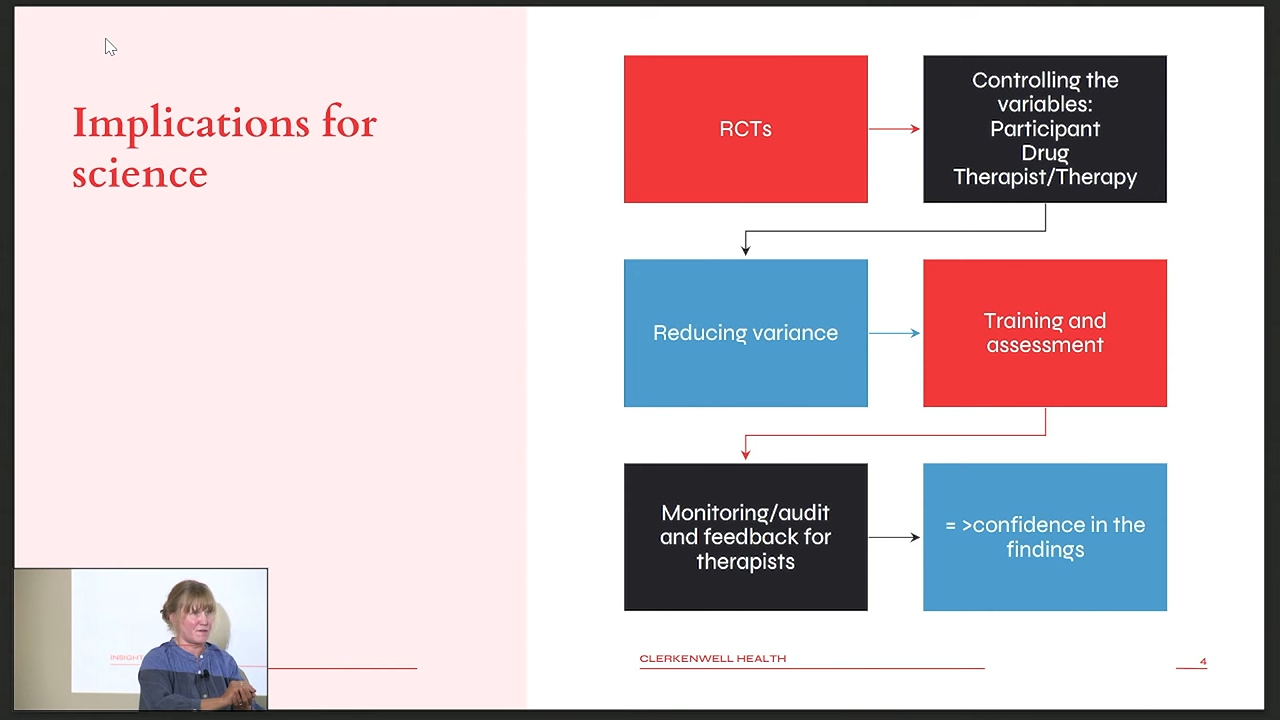 Implications for
science
RCTs
Controlling the
variables:
Participant
Drug
Therapist/Therapy
Reducing variance
Training and
assessment
Monitoring/audit
and feedback for
therapists
= >confidence in the
findings
INSIGHT
CLERKENWELL HEALTH
4